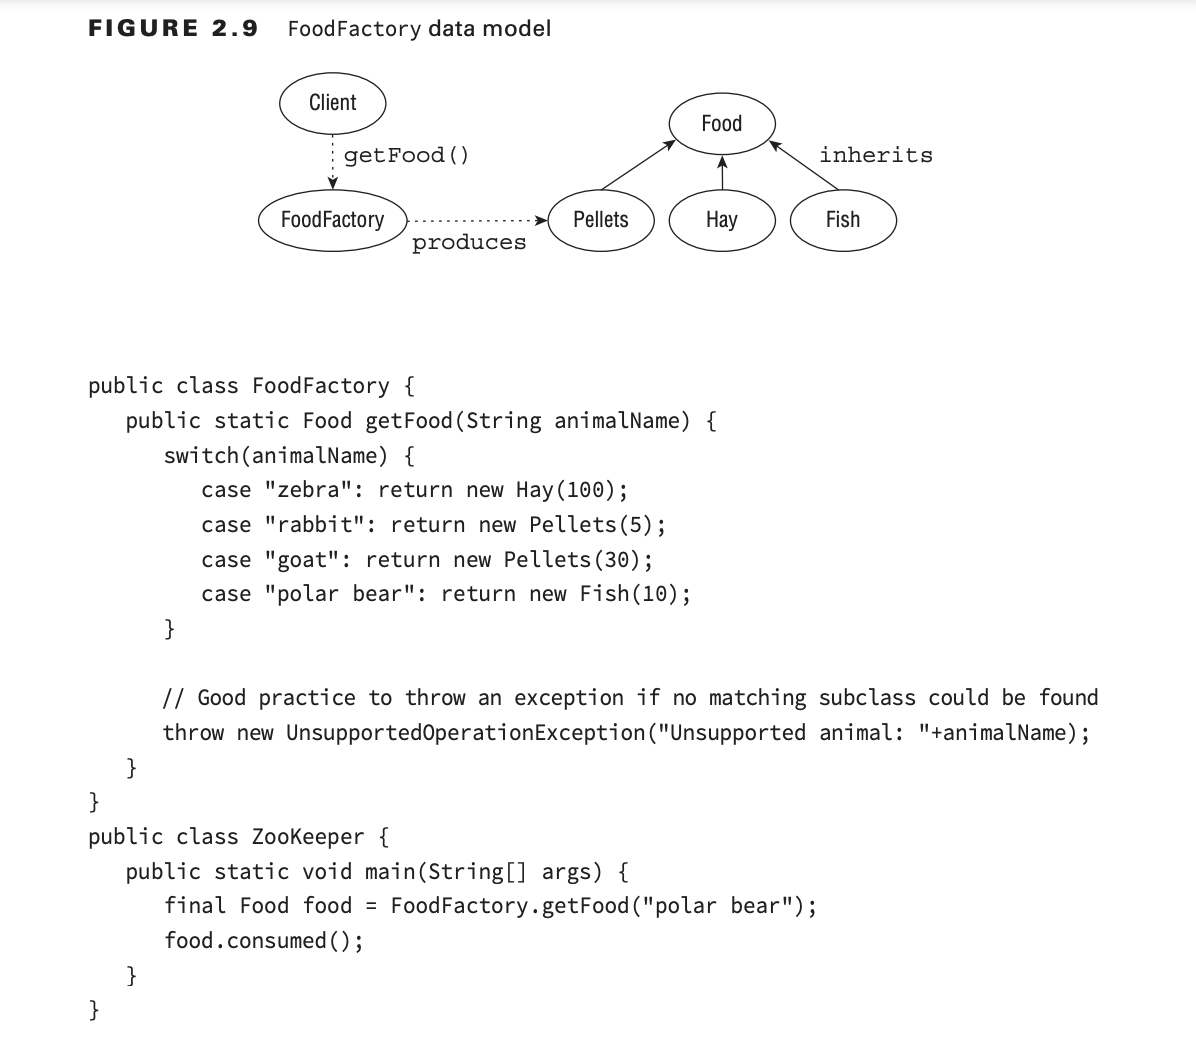 FIGURE 2.9 FoodFactory data model
Client
Food
getFood()
inherits
FoodFactory
Pellets
Hay
Fish
produces
public class FoodFactory {
   public static Food getFood(String animalName) {
      switch(animalName) {
         case "zebra": return new Hay(100);
         case "rabbit": return new Pellets(5);
         case "goat": return new Pellets(30);
         case "polar bear": return new Fish(10);
      }
      // Good practice to throw an exception if no matching subclass could be found
      throw new UnsupportedOperationException("Unsupported animal: "+animalName);
   }
}
public class ZooKeeper {
   public static void main(String[] args) {
      final Food food = FoodFactory.getFood("polar bear");
      food.consumed();
   }
}